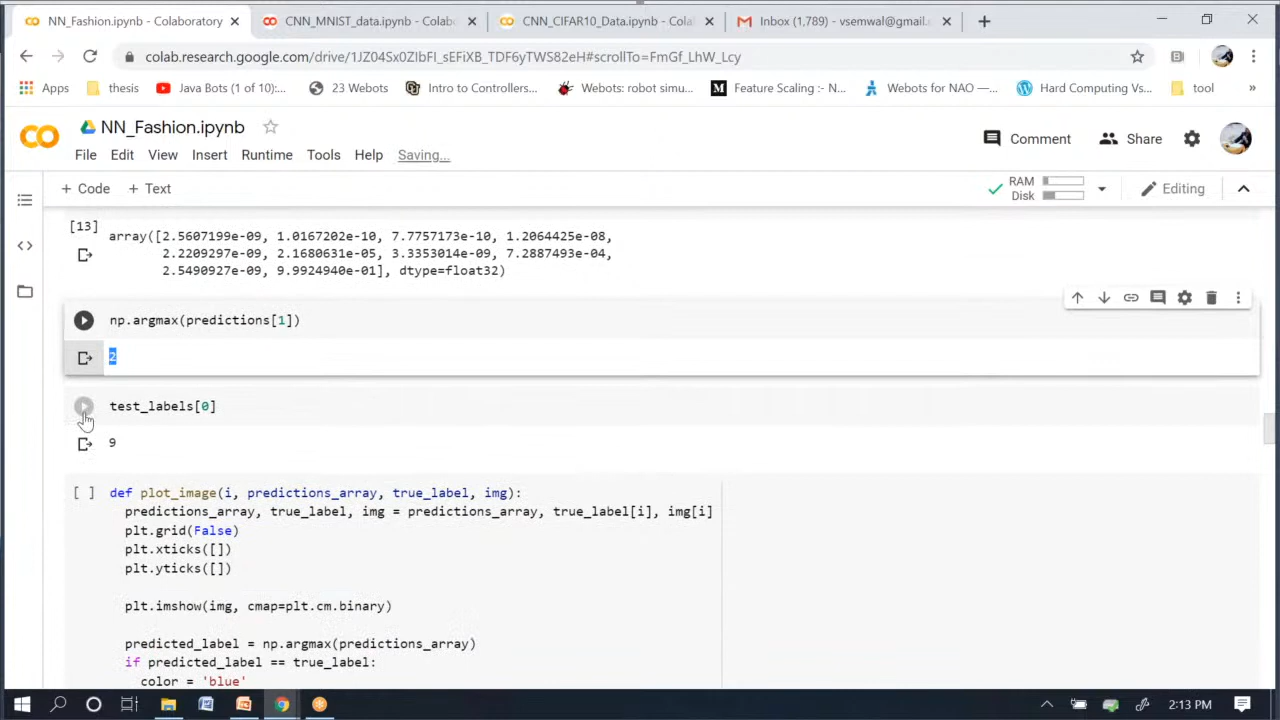 NN_Fashion.ipynb - Colaboratory
CNN_MNIST_data.ipynb - Colabo
CNN_CIFAR10_Data.ipynb - Cola
Inbox (1,789) - vsemwal@gmail.c
colab.research.google.com/drive/1JZ04Sx0ZIbFI_sEFiXB_TDF6yTWS82eH#scrollTo=FmGf_LhW_Lcy
Apps thesis Java Bots (1 of 10):... 23 Webots Intro to Controllers... Webots: robot simu... Feature Scaling :- N... Webots for NAO —... Hard Computing Vs... tool »
NN_Fashion.ipynb
Comment Share
File Edit View Insert Runtime Tools Help Saving...
+ Code + Text
RAM
Disk
Editing
[13]
array([2.5607199e-09, 1.0167202e-10, 7.7757173e-10, 1.2064425e-08,
2.2209297e-09, 2.1680631e-05, 3.3353014e-09, 7.2887493e-04,
2.5490927e-09, 9.9924940e-01], dtype=float32)
np.argmax(predictions[1])
2
test_labels[0]
9
[ ] def plot_image(i, predictions_array, true_label, img):
predictions_array, true_label, img = predictions_array, true_label[i], img[i]
plt.grid(False)
plt.xticks([])
plt.yticks([])
plt.imshow(img, cmap=plt.cm.binary)
predicted_label = np.argmax(predictions_array)
if predicted_label == true_label:
color = 'blue'
2:13 PM